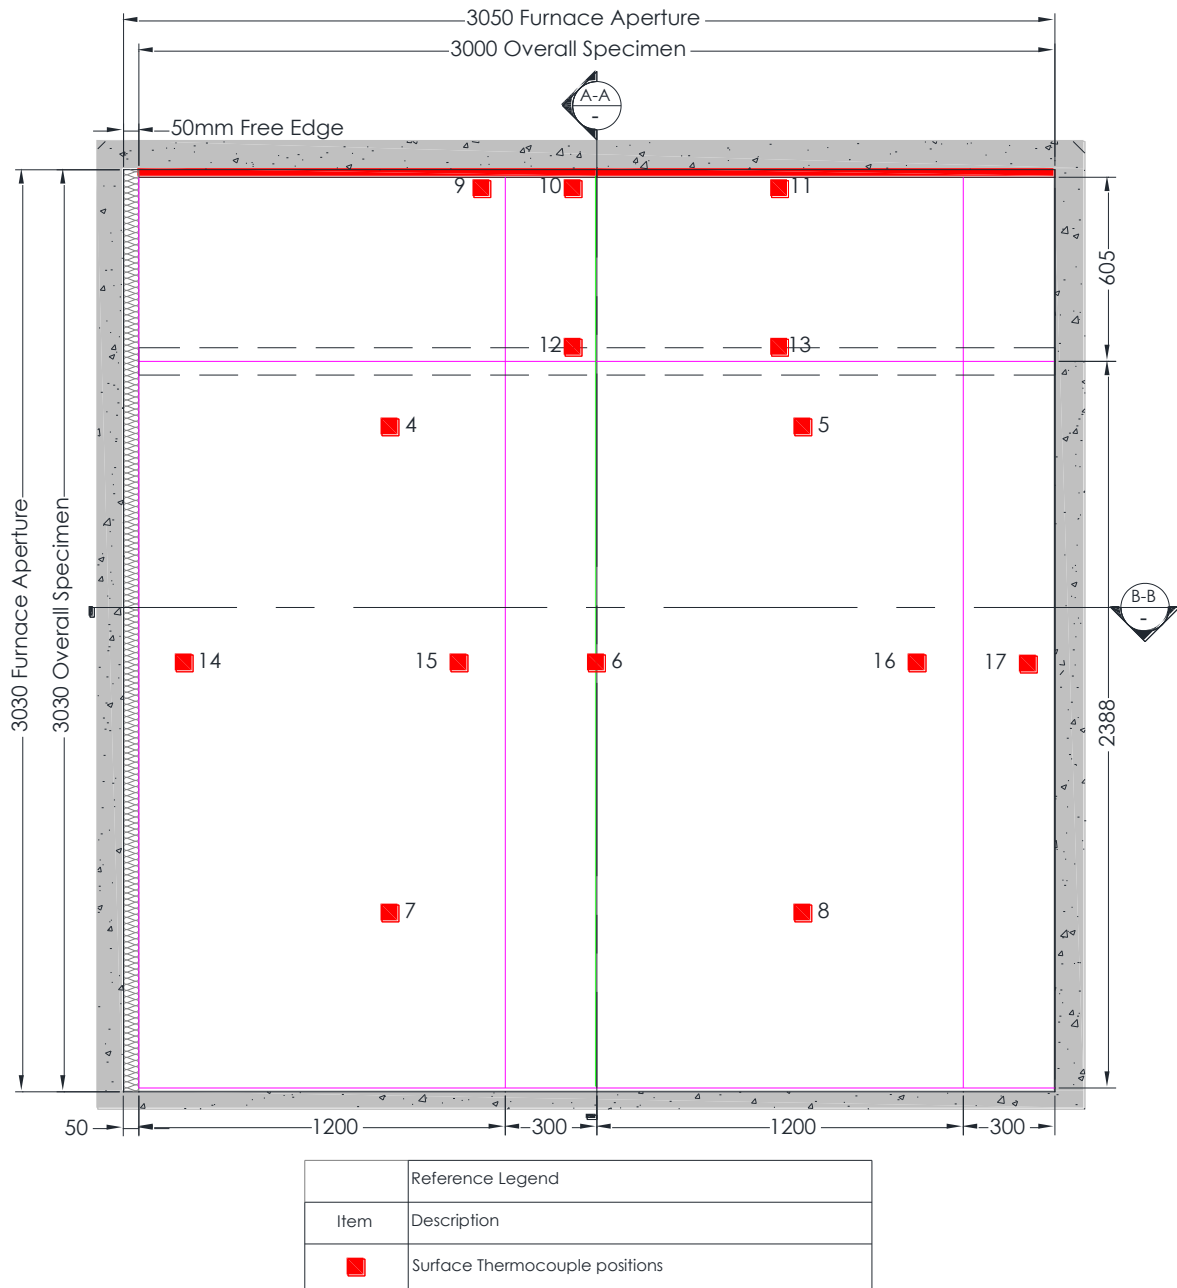 3050 Furnace Aperture
3000 Overall Specimen
A-A
-
50mm Free Edge
9
10
11
605
12
13
4
5
3030 Furnace Aperture
3030 Overall Specimen
B-B
-
14
15
6
16
17
2388
7
8
50
1200
300
1200
300
Reference Legend
Item
Description
Surface Thermocouple positions